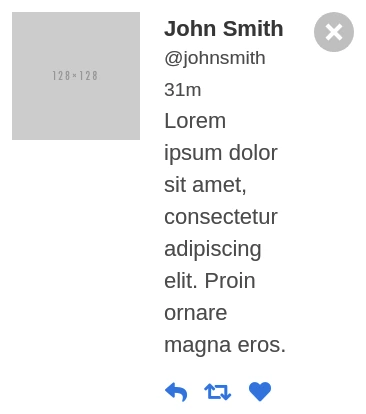 128×128
John Smith
@johnsmith
31m
Lorem
ipsum dolor
sit amet,
consectetur
adipiscing
elit. Proin
ornare
magna eros.